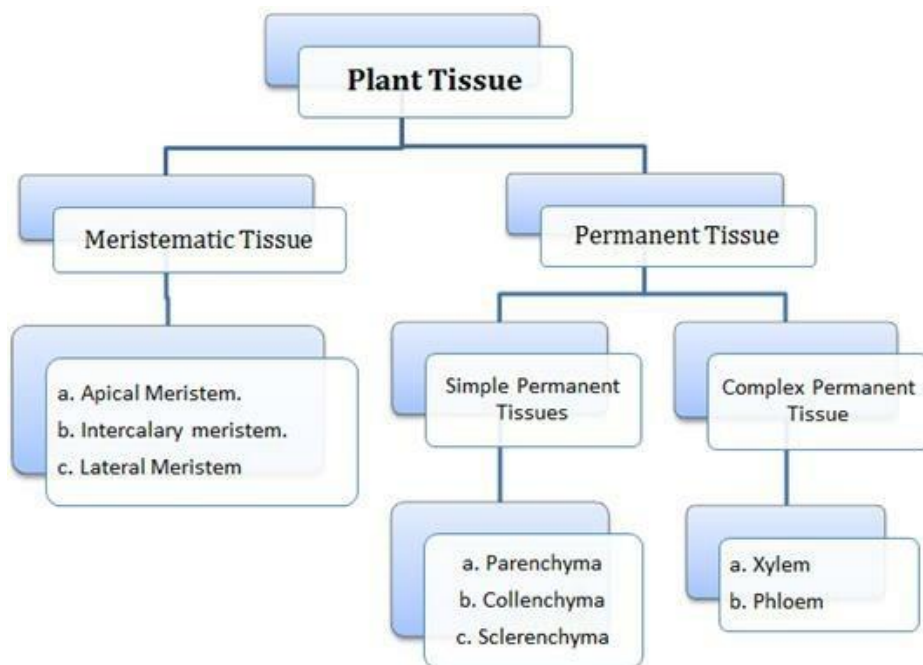 Plant Tissue
Meristematic Tissue
Permanent Tissue
a. Apical Meristem.
b. Intercalary meristem.
c. Lateral Meristem
Simple Permanent
Tissues
Complex Permanent
Tissue
a. Parenchyma
b. Collenchyma
c. Sclerenchyma
a. Xylem
b. Phloem